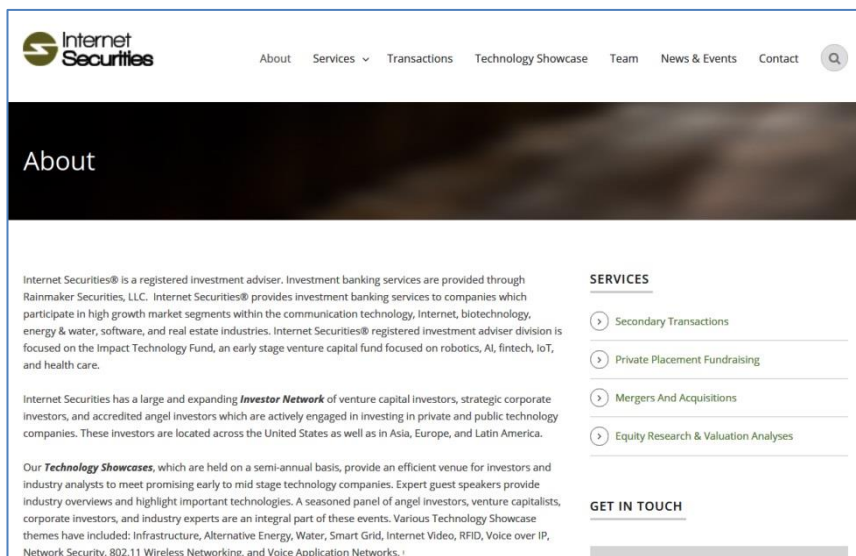 Internet
Securities
About Services Transactions Technology Showcase Team News & Events Contact
About
Internet Securities® is a registered investment adviser. Investment banking services are provided through
Rainmaker Securities, LLC. Internet Securities® provides investment banking services to companies which
participate in high growth market segments within the communication technology, Internet, biotechnology,
energy & water, software, and real estate industries. Internet Securities® registered investment adviser division is
focused on the Impact Technology Fund, an early stage venture capital fund focused on robotics, AI, fintech, IoT,
and health care.
Internet Securities has a large and expanding Investor Network of venture capital investors, strategic corporate
investors, and accredited angel investors which are actively engaged in investing in private and public technology
companies. These investors are located across the United States as well as in Asia, Europe, and Latin America.
Our Technology Showcases, which are held on a semi-annual basis, provide an efficient venue for investors and
industry analysts to meet promising early to mid stage technology companies. Expert guest speakers provide
industry overviews and highlight important technologies. A seasoned panel of angel investors, venture capitalists,
corporate investors, and industry experts are an integral part of these events. Various Technology Showcase
themes have included: Infrastructure, Alternative Energy, Water, Smart Grid, Internet Video, RFID, Voice over IP,
Network Security, 802.11 Wireless Networking, and Voice Application Networks.
SERVICES
Secondary Transactions
Private Placement Fundraising
Mergers And Acquisitions
Equity Research & Valuation Analyses
GET IN TOUCH